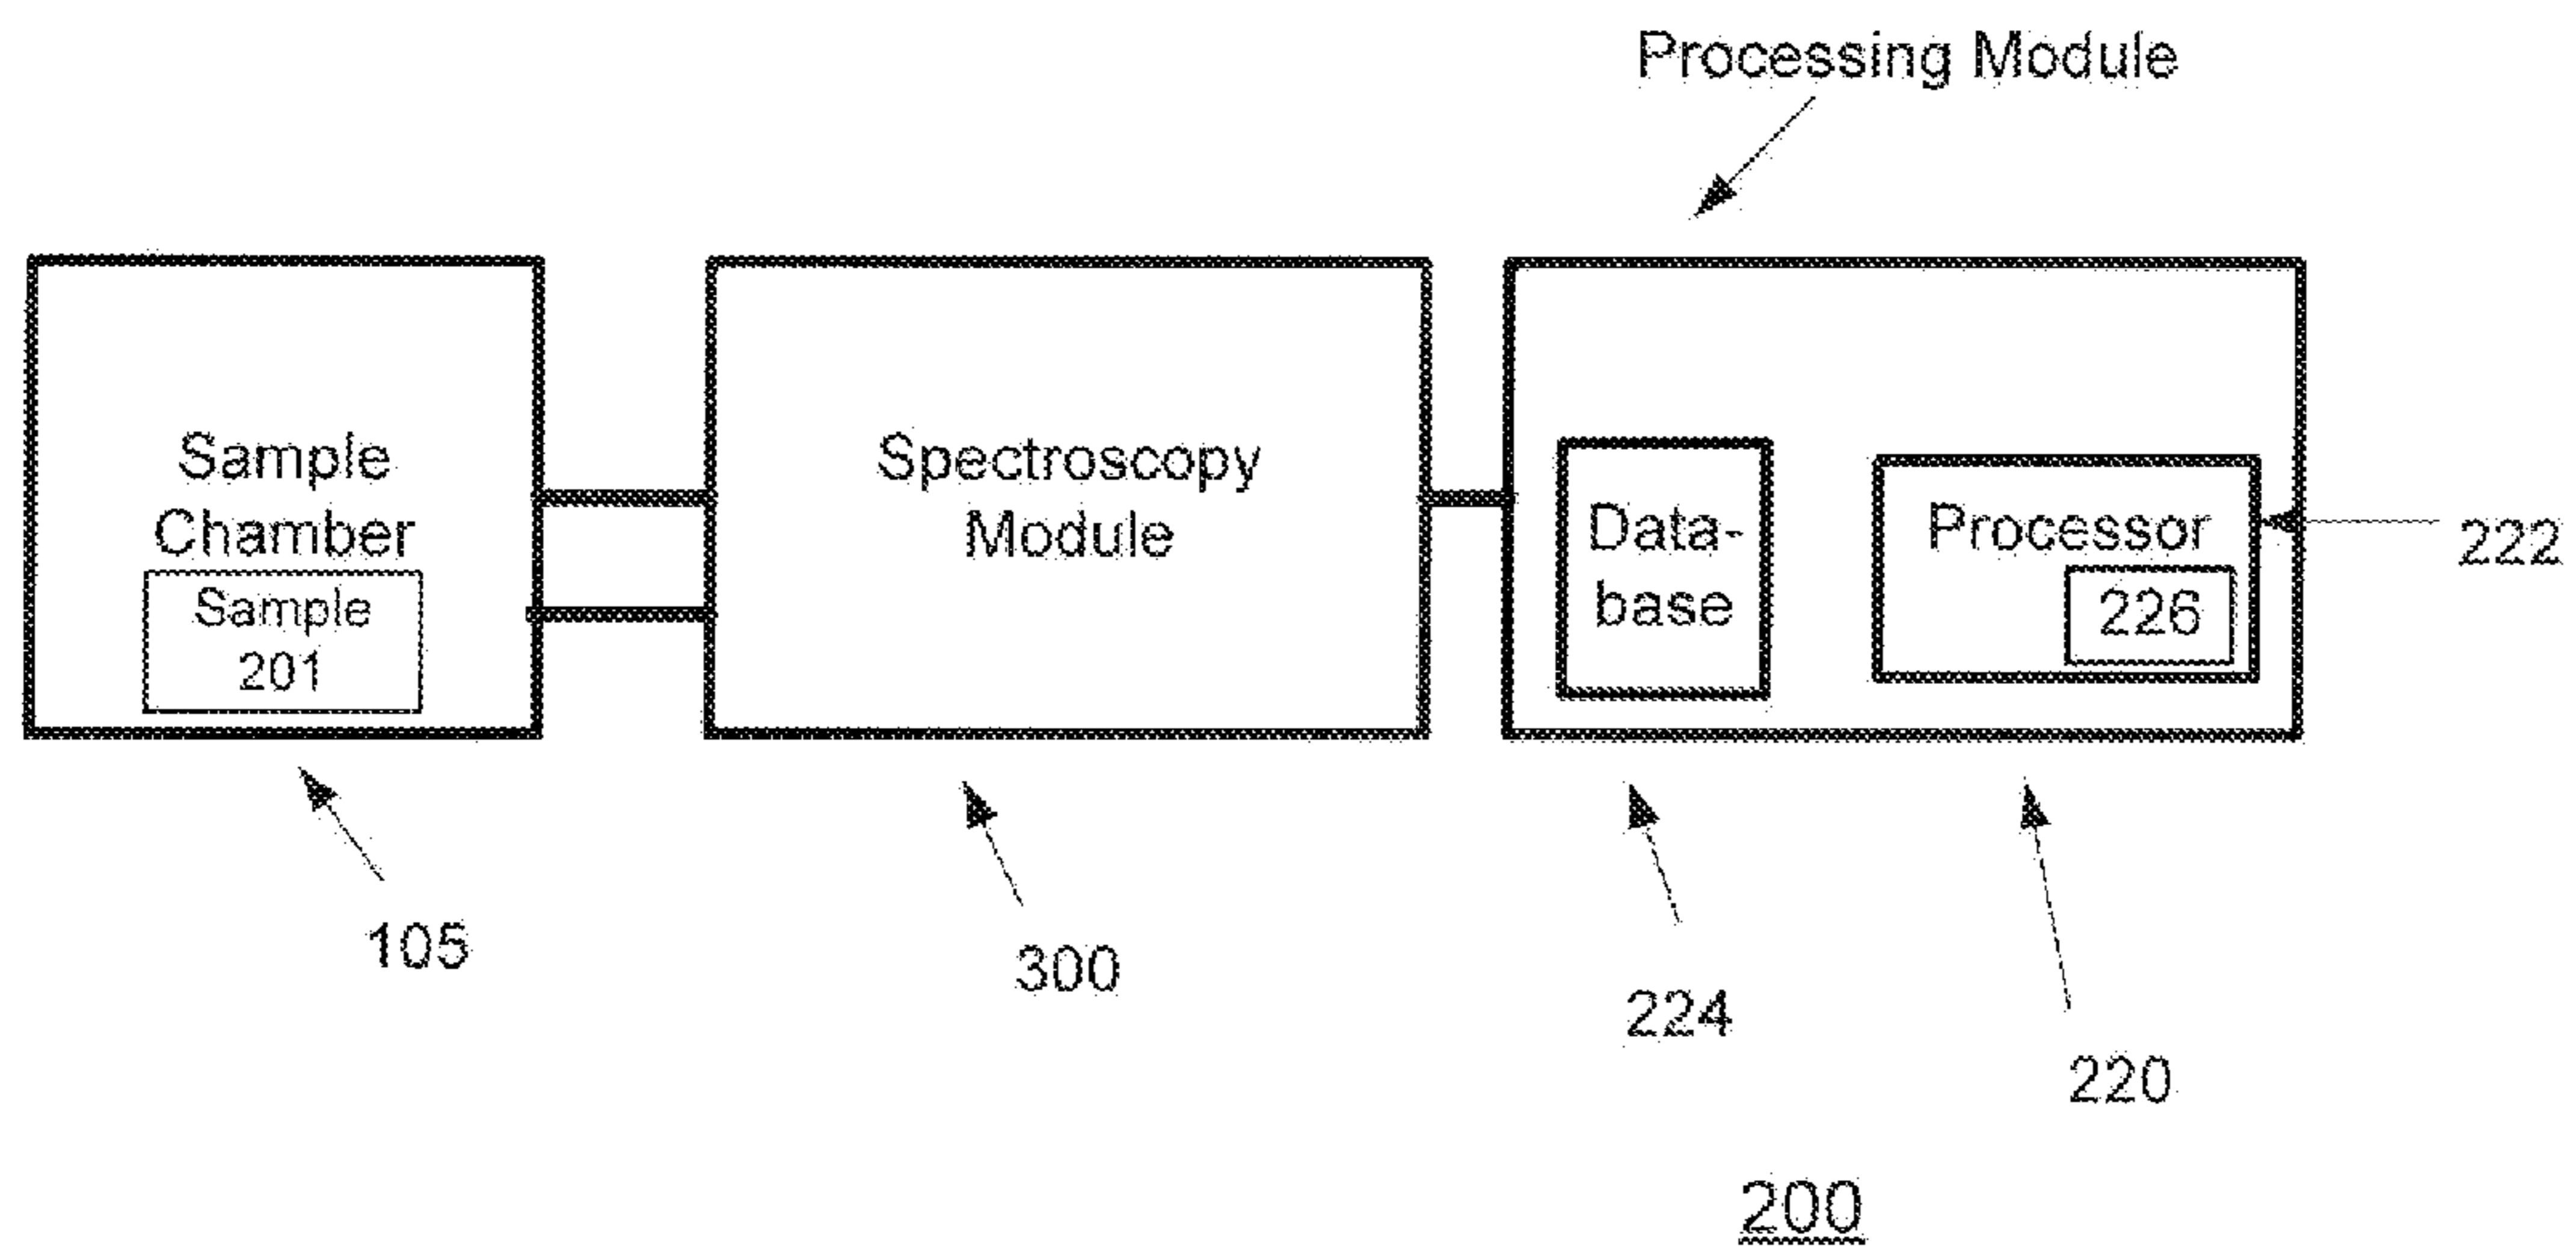 Processing Module
Sample
Chamber
Sample
201
Spectroscopy
Module
Data-
base
Processor
226
222
105
300
224
220
200